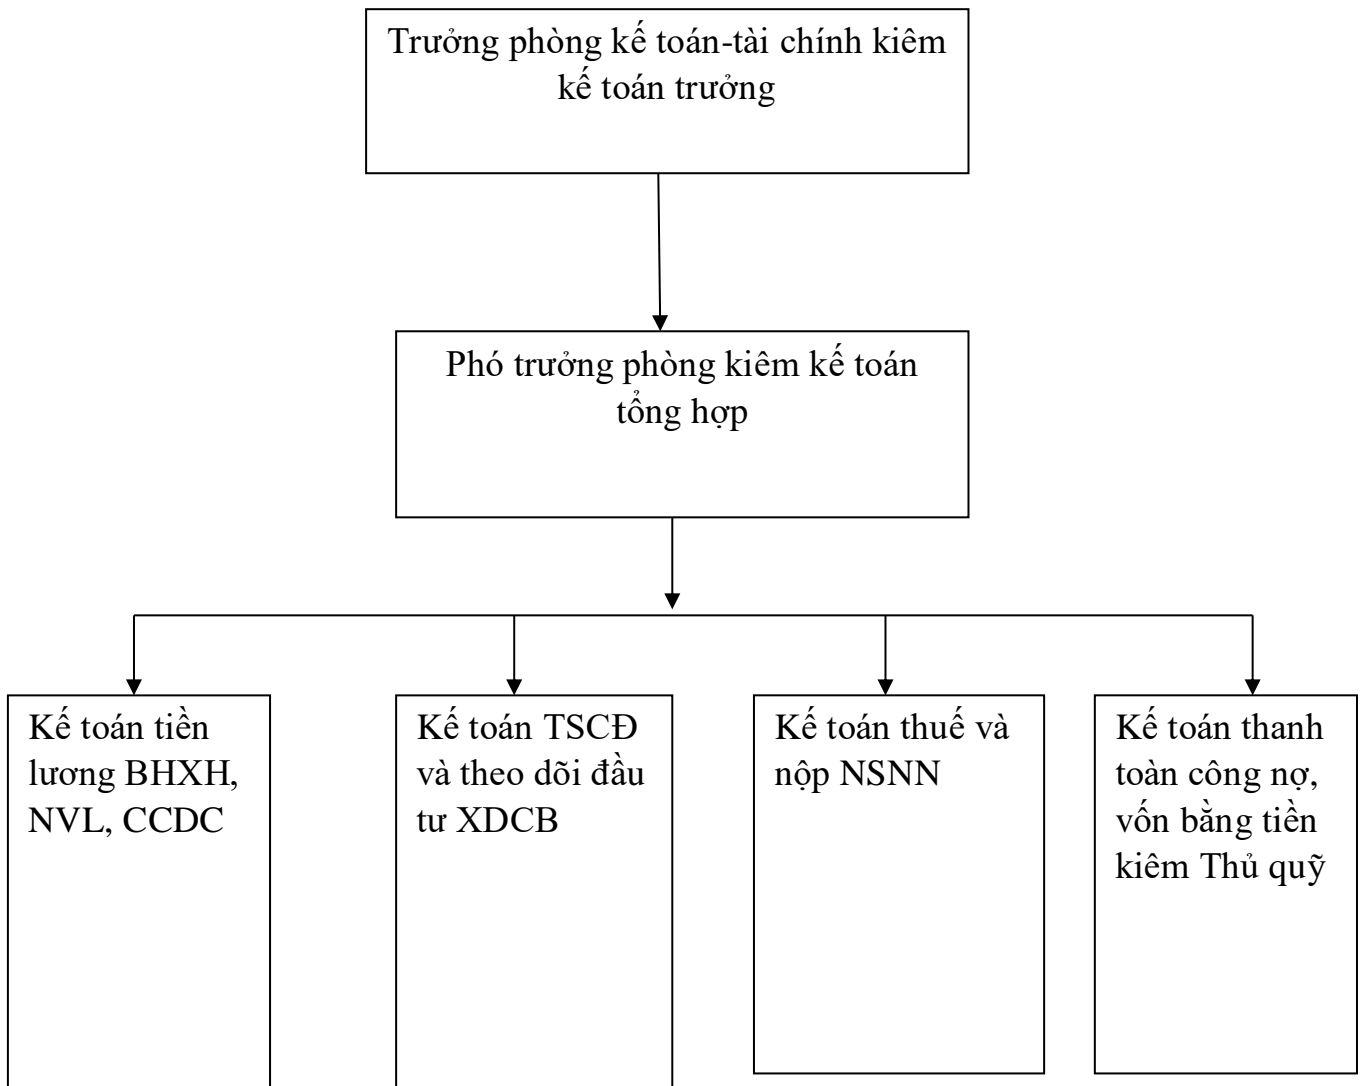 Trưởng phòng kế toán-tài chính kiêm
kế toán trưởng
Phó trưởng phòng kiêm kế toán
tổng hợp
Kế toán tiền
lương BHXH,
NVL, CCDC
Kế toán TSCĐ
và theo dõi đầu
tư XDCB
Kế toán thuế và
nộp NSNN
Kế toán thanh
toàn công nợ,
vốn bằng tiền
kiêm Thủ quỹ